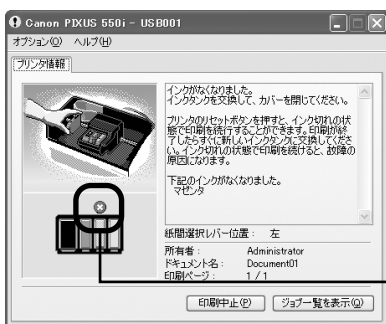 Canon PIXUS 550i - USB001
オプション(O) ヘルプ(H)
プリンタ情報
インクがなくなりました。
インクタンクを交換して、カバーを閉じてください。
プリンタのリセットボタンを押すと、インク切れの状
態で印刷を続行することができます。印刷が終
了したらすぐに新しいインクタンクに交換してくださ
い。インク切れの状態で印刷を続けると、故障の
原因になります。
下記のインクがなくなりました。
マゼンタ
紙間選択レバー位置： 左
所有者： Administrator
ドキュメント名： Document01
印刷ページ： 1 / 1
印刷中止(P) ジョブ一覧を表示(Q)